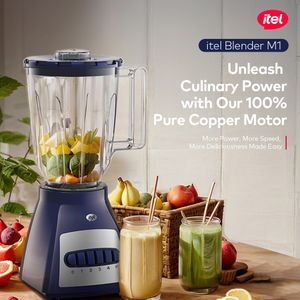 itel
itel Blender M1
Unleash
Culinary Power
with Our 100%
Pure Copper Motor
More Power, More Speed,
More Deliciousness Made Easy
itel